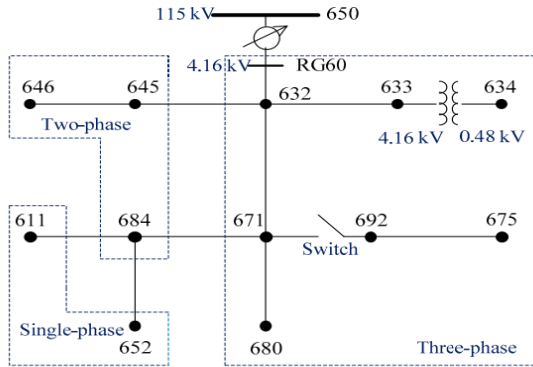 115 kV
650
4.16 kV
RG60
646
645
632
633
634
Two-phase
4.16 kV
0.48 kV
611
684
671
692
675
Switch
Single-phase
652
680
Three-phase